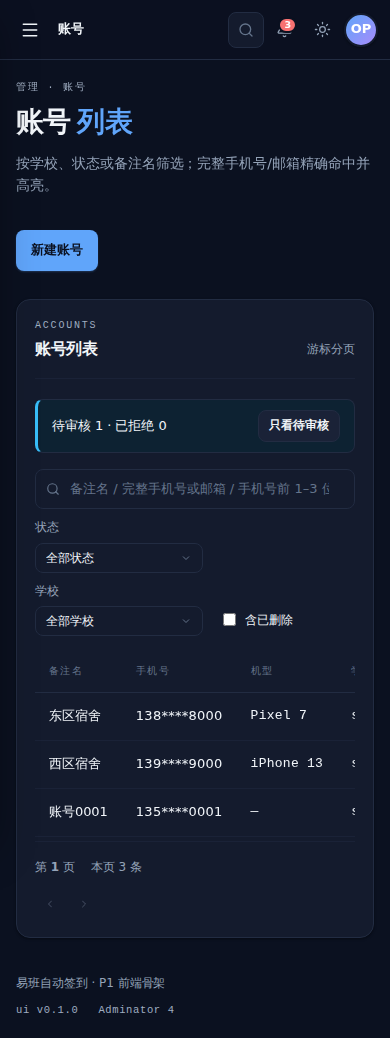 账号
3
OP
管理 · 账号
账号 列表
按学校、状态或备注名筛选；完整手机号/邮箱精确命中并
高亮。
新建账号
ACCOUNTS
账号列表
游标分页
待审核 1 · 已拒绝 0
只看待审核
备注名 / 完整手机号或邮箱 / 手机号前 1–3 位
状态
全部状态
学校
全部学校
含已删除
备注名 手机号 机型
东区宿舍 138****8000 Pixel 7 s
西区宿舍 139****9000 iPhone 13 s
账号0001 135****0001 — s
第 1 页 本页 3 条
易班自动签到 · P1 前端骨架
ui v0.1.0 Adminator 4